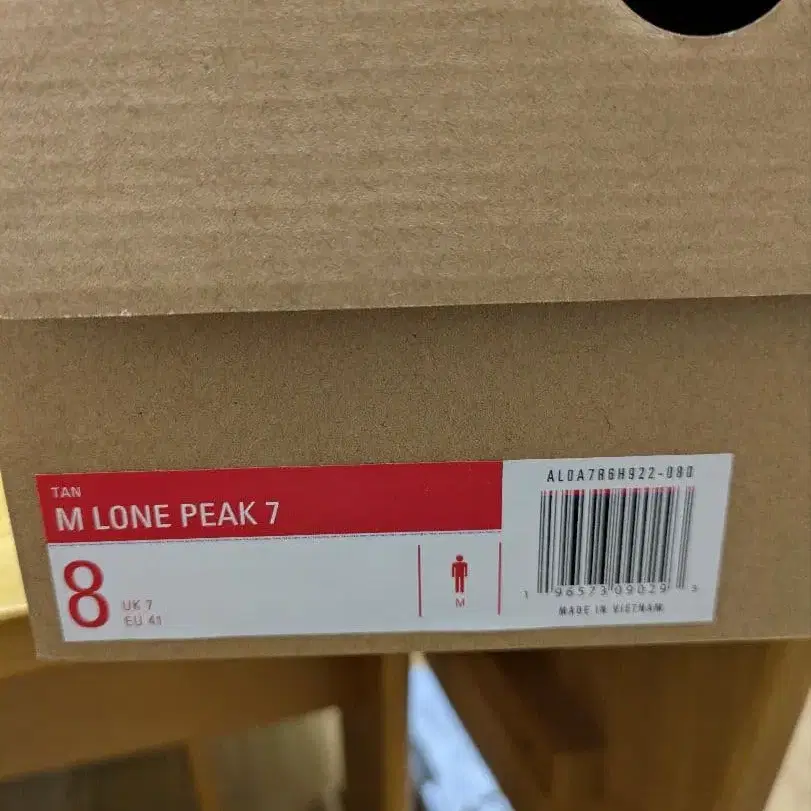 TAN
M LONE PEAK 7
8
UK 7
EU 41
M
AL0A7R6H922-080
1 96573 09029 3
MADE IN VIETNAM